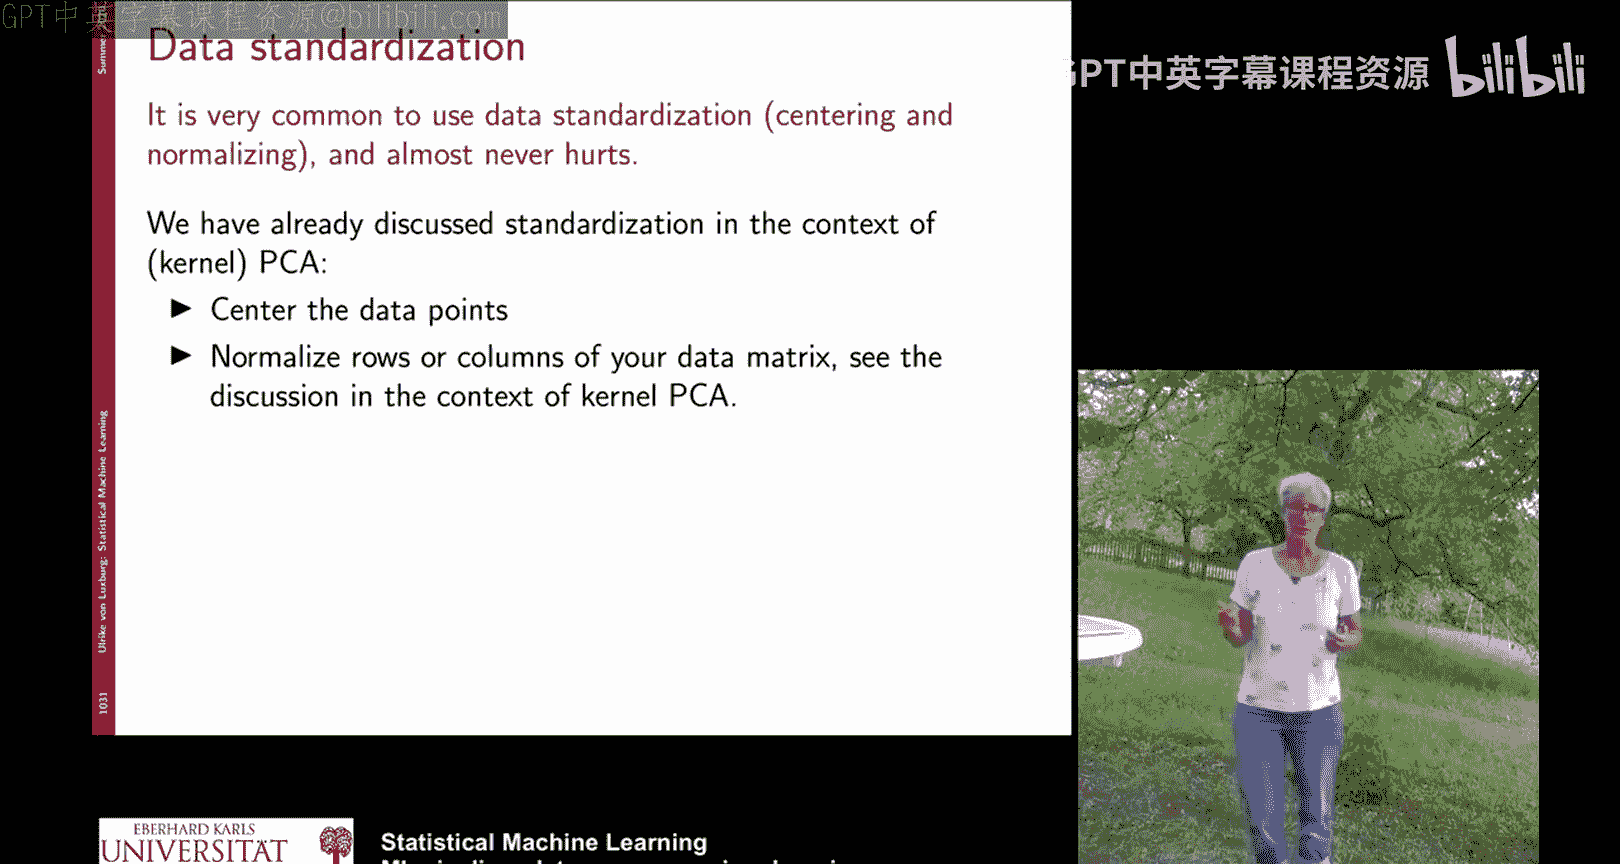 GPT中英字幕课程资源@bilibili.com
Data standardization
It is very common to use data standardization (centering and
normalizing), and almost never hurts.
We have already discussed standardization in the context of
(kernel) PCA:
▶ Center the data points
▶ Normalize rows or columns of your data matrix, see the
discussion in the context of kernel PCA.
Summer
Ulrike von Luxburg: Statistical Machine Learning
1031
GPT中英字幕课程资源 bilibili
EBERHARD KARLS
UNIVERSITÄT
Statistical Machine Learning